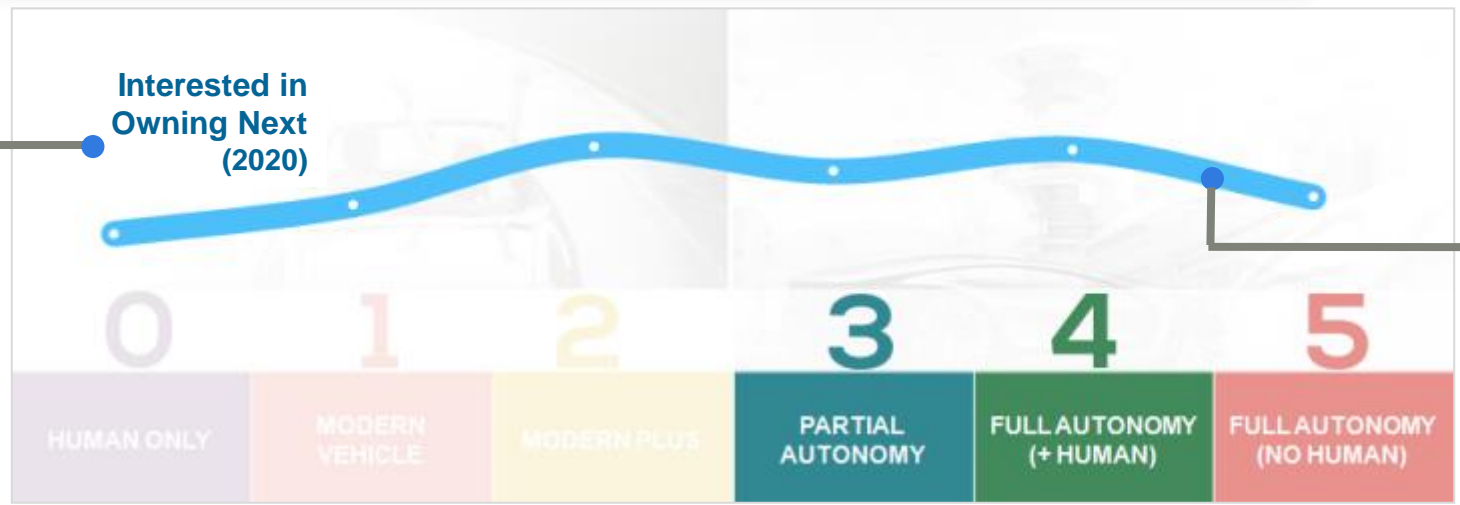 Interested in
Owning Next
(2020)
0
1
2
3
4
5
HUMAN ONLY
MODERN
VEHICLE
MODERN PLUS
PARTIAL
AUTONOMY
FULL AUTONOMY
(+ HUMAN)
FULL AUTONOMY
(NO HUMAN)